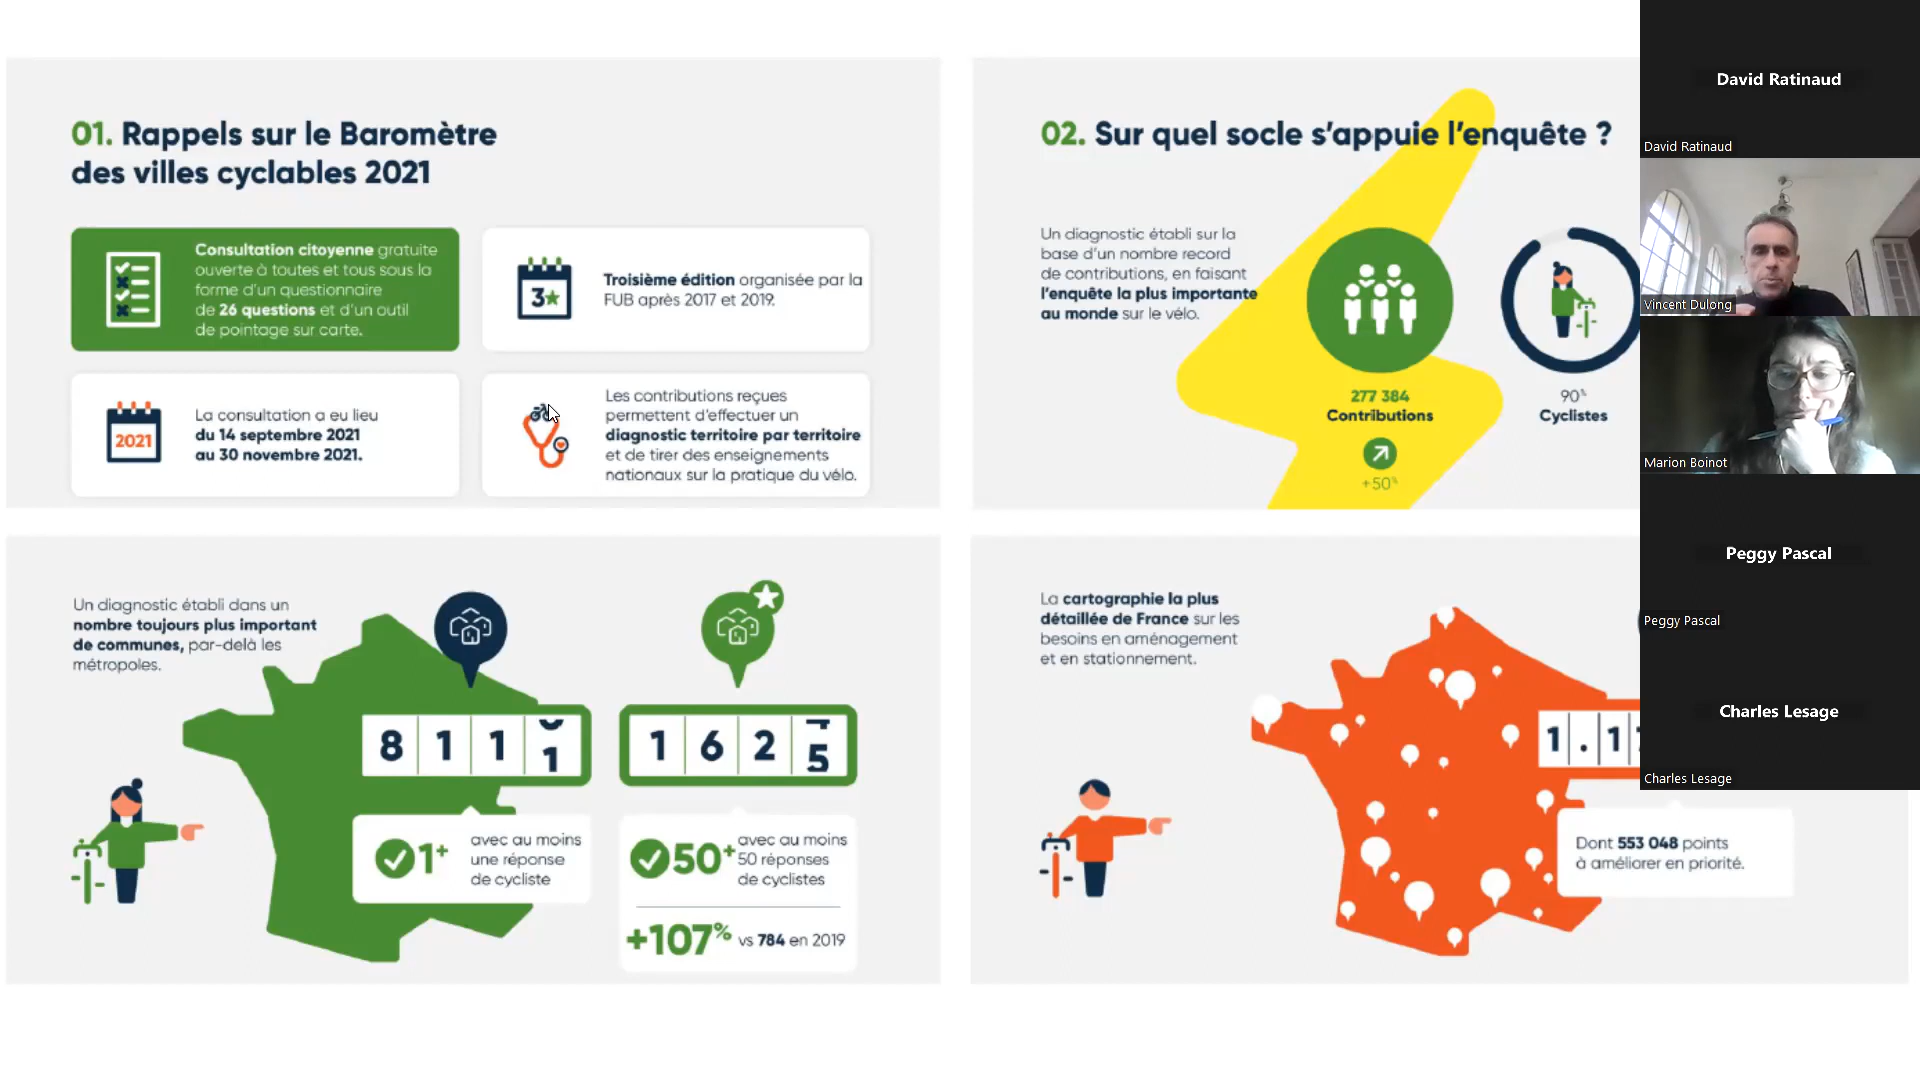 01. Rappels sur le Baromètre
des villes cyclables 2021
Consultation citoyenne gratuite
ouverte à toutes et tous sous la
forme d'un questionnaire
de 26 questions et d'un outil
de pointage sur carte.
3
Troisième édition organisée par la
FUB après 2017 et 2019.
2021
La consultation a eu lieu
du 14 septembre 2021
au 30 novembre 2021.
Les contributions reçues
permettent d'effectuer un
diagnostic territoire par territoire
et de tirer des enseignements
nationaux sur la pratique du vélo.
02. Sur quel socle s'appuie l'enquête ?
Un diagnostic établi sur la
base d'un nombre record
de contributions, en faisant
l'enquête la plus importante
au monde sur le vélo.
277 384
Contributions
+50%
90%
Cyclistes
Un diagnostic établi dans un
nombre toujours plus important
de communes, par-delà les
métropoles.
8 1 1 1
1+
avec au moins
une réponse
de cycliste
1 6 2 5
50+
avec au moins
50 réponses
de cyclistes
+107% vs 784 en 2019
La cartographie la plus
détaillée de France sur les
besoins en aménagement
et en stationnement.
1.1
Dont 553 048 points
à améliorer en priorité.
David Ratinaud
David Ratinaud
Vincent Dulong
Marion Boinot
Peggy Pascal
Peggy Pascal
Charles Lesage
Charles Lesage